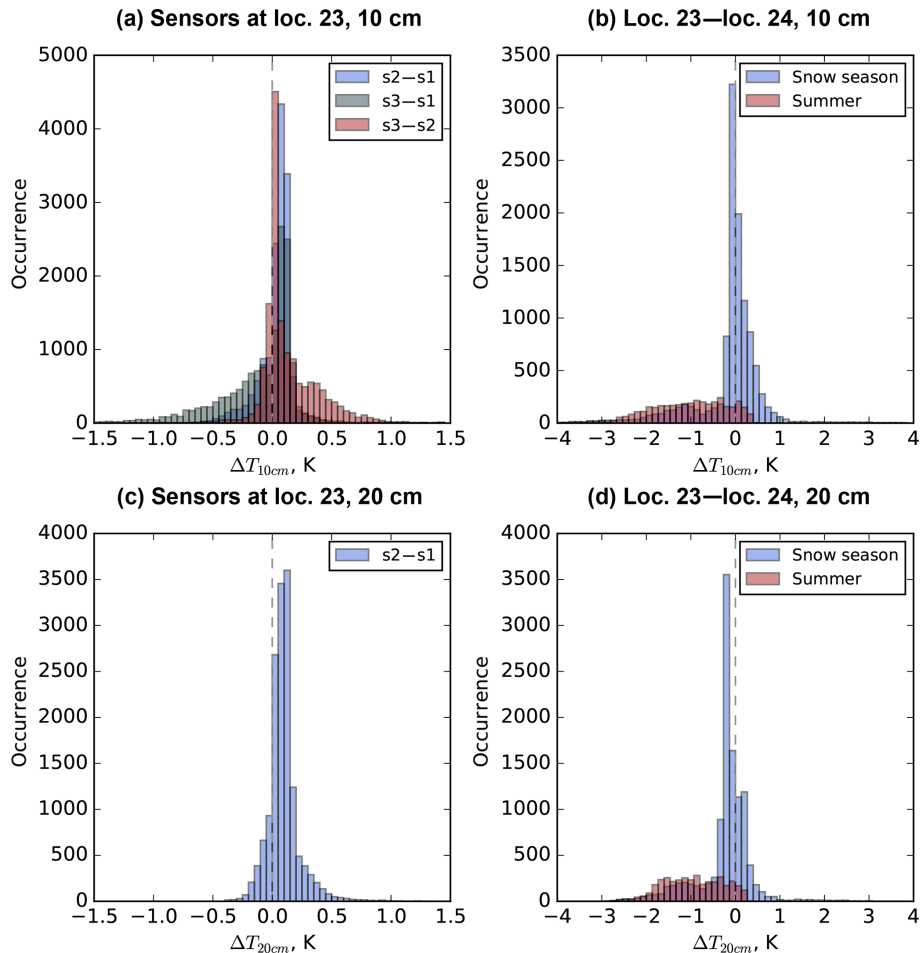 (a) Sensors at loc. 23, 10 cm
5000
4000
3000
2000
1000
0
Occurrence
s2−s1
s3−s1
s3−s2
−1.5 −1.0 −0.5 0.0 0.5 1.0 1.5
ΔT10cm, K
(b) Loc. 23—loc. 24, 10 cm
3500
3000
3500
2000
1500
1000
500
0
Occurrence
Snow season
Summer
−4 −3 −2 −1 0 1 2 3 4
ΔT10cm, K
(c) Sensors at loc. 23, 20 cm
4000
3500
3000
2500
2000
1500
1000
500
0
Occurrence
s2−s1
−1.5 −1.0 −0.5 0.0 0.5 1.0 1.5
ΔT20cm, K
(d) Loc. 23—loc. 24, 20 cm
4000
3500
3000
2500
2000
1500
1000
500
0
Occurrence
Snow season
Summer
−4 −3 −2 −1 0 1 2 3 4
ΔT20cm, K